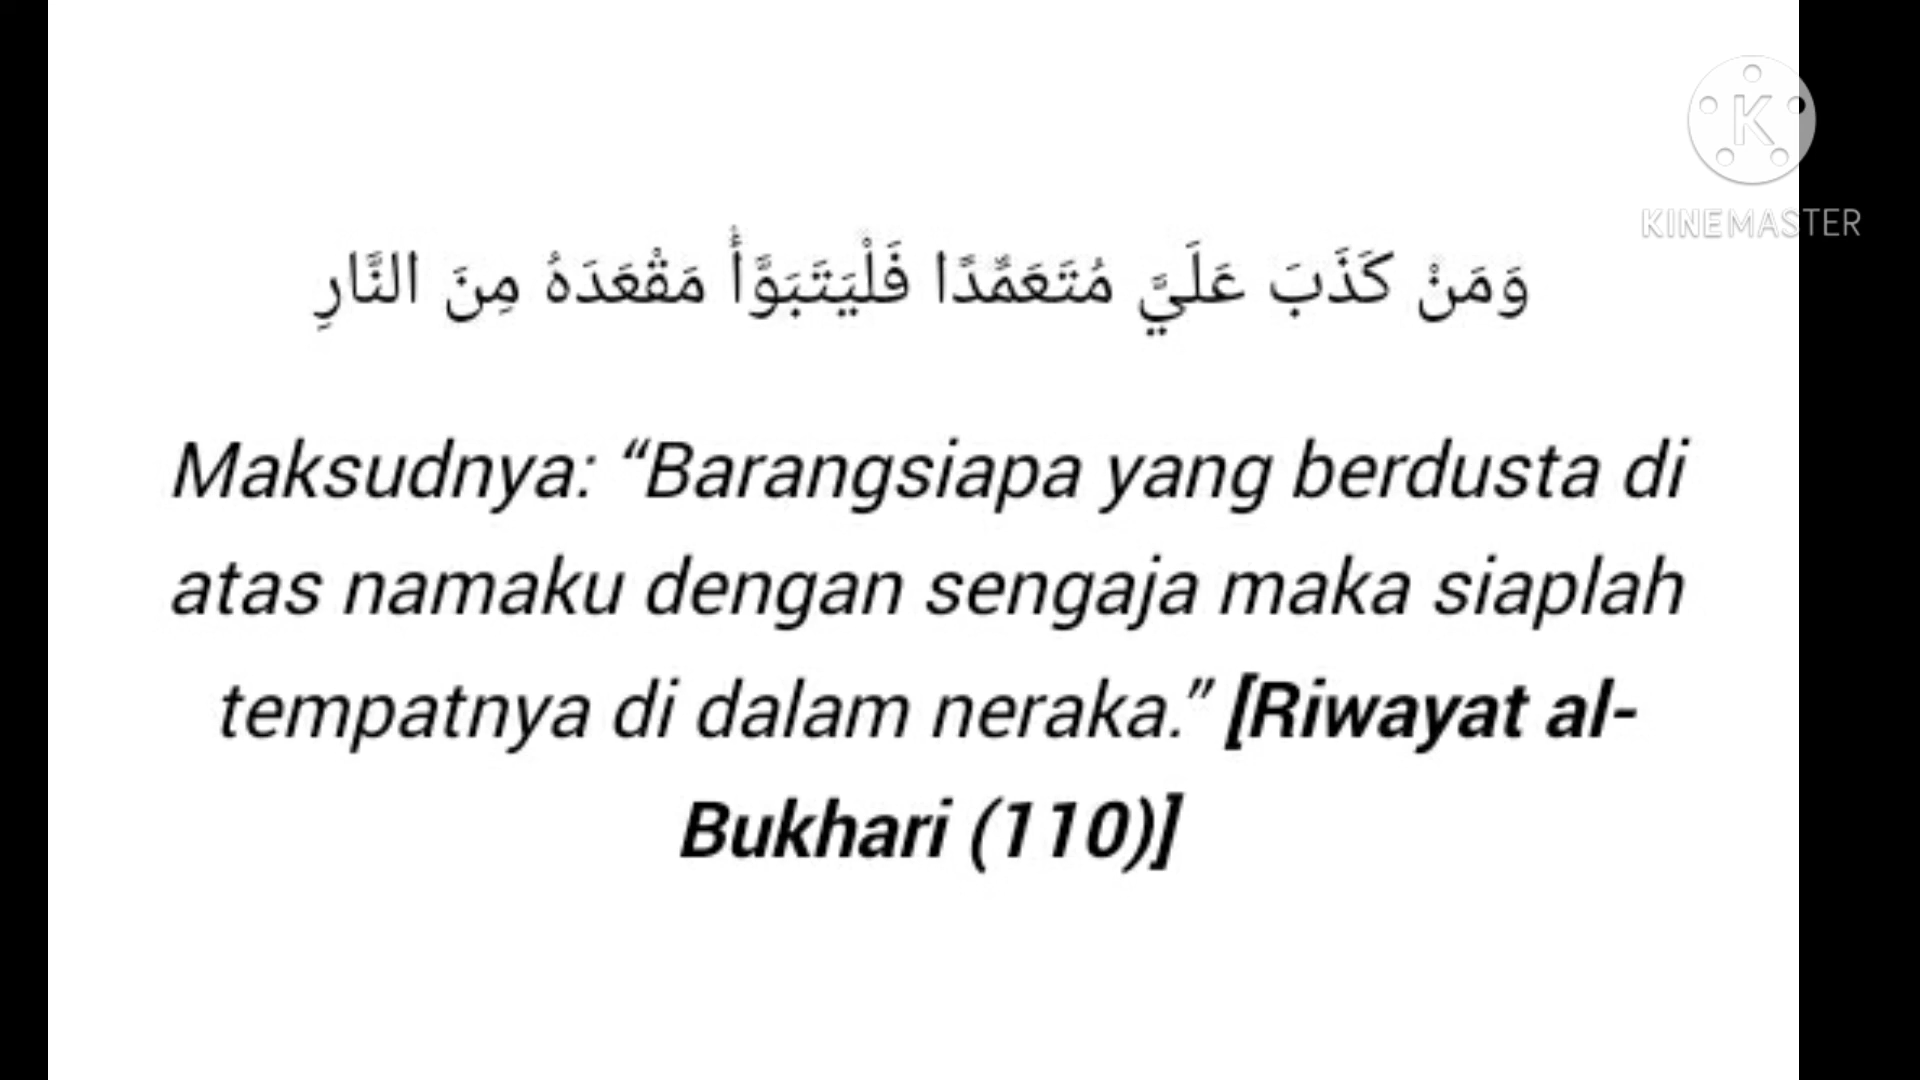 KINEMASTER
وَمَنْ كَذَبَ عَلَيَّ مُتَعَمِّدًا فَلْيَتَبَوَّأْ مَقْعَدَهُ مِنَ النَّارِ
Maksudnya: “Barangsiapa yang berdusta di
atas namaku dengan sengaja maka siaplah
tempatnya di dalam neraka.” [Riwayat al-
Bukhari (110)]